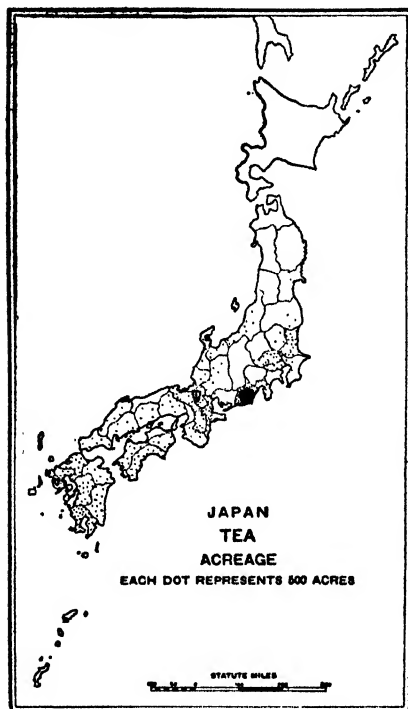 JAPAN
TEA
ACREAGE
EACH DOT REPRESENTS 500 ACRES
STATUTE MILES